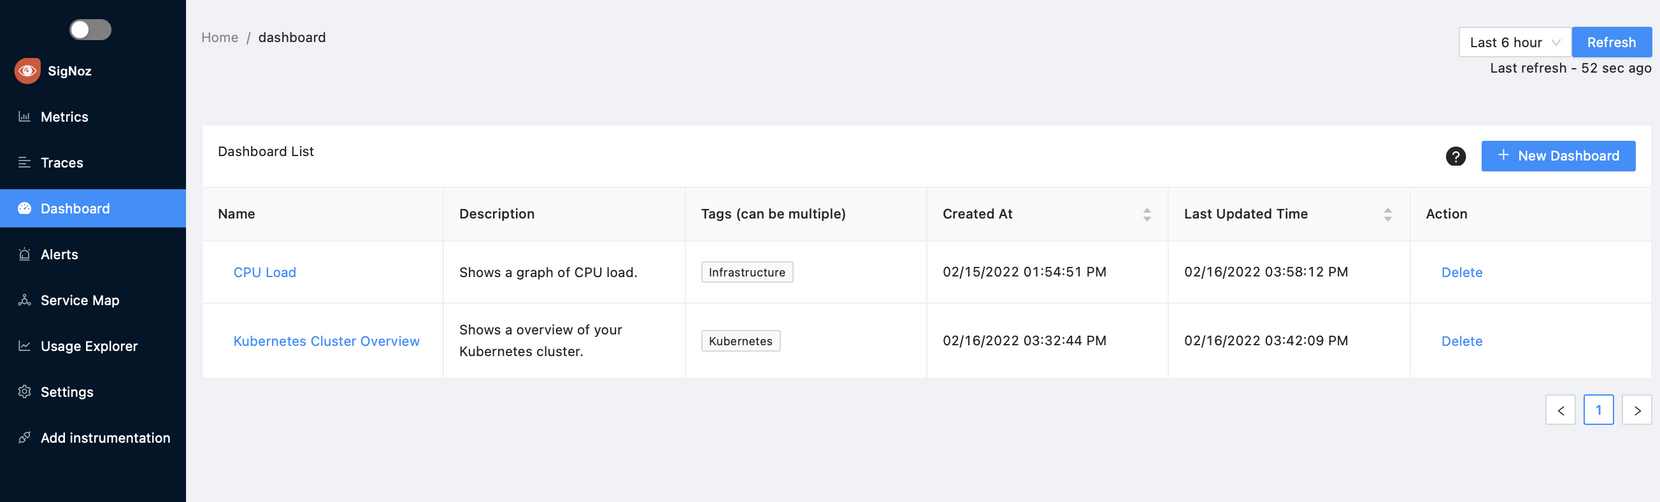 SigNoz
Metrics
Traces
Dashboard
Alerts
Service Map
Usage Explorer
Settings
Add instrumentation
Home / dashboard
Last 6 hour
Refresh
Last refresh - 52 sec ago
Dashboard List
?
+ New Dashboard
Name Description Tags (can be multiple) Created At Last Updated Time Action
CPU Load Shows a graph of CPU load. Infrastructure 02/15/2022 01:54:51 PM 02/16/2022 03:58:12 PM Delete
Kubernetes Cluster Overview Shows a overview of your
Kubernetes cluster. Kubernetes 02/16/2022 03:32:44 PM 02/16/2022 03:42:09 PM Delete
< 1 >